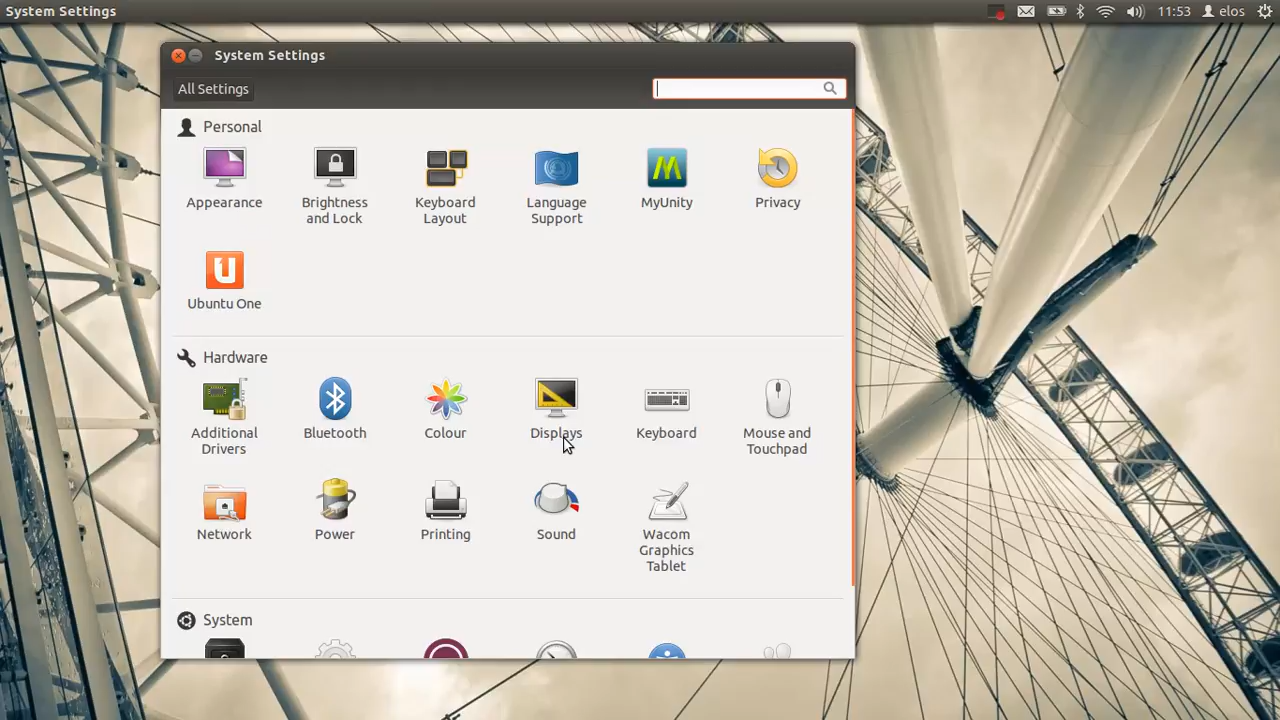 System Settings
11:53 elos
System Settings
All Settings
Personal
Appearance
Brightness and Lock
Keyboard Layout
Language Support
MyUnity
Privacy
Ubuntu One
Hardware
Additional Drivers
Bluetooth
Colour
Displays
Keyboard
Mouse and Touchpad
Network
Power
Printing
Sound
Wacom Graphics Tablet
System